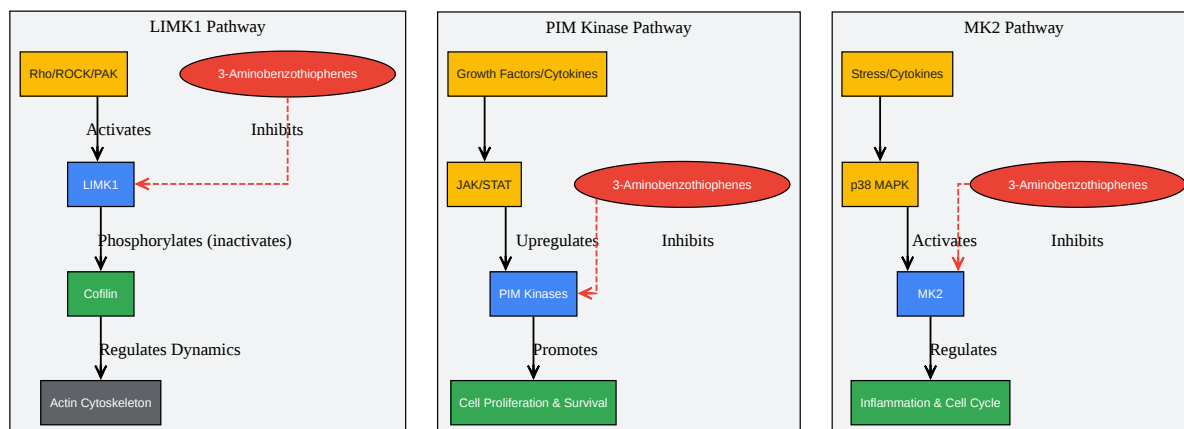 LIMK1 Pathway
Rho/ROCK/PAK
3-Aminobenzothiophenes
Activates
Inhibits
LIMK1
Phosphorylates (inactivates)
Cofilin
Regulates Dynamics
Actin Cytoskeleton
PIM Kinase Pathway
Growth Factors/Cytokines
JAK/STAT
3-Aminobenzothiophenes
Upregulates
Inhibits
PIM Kinases
Promotes
Cell Proliferation & Survival
MK2 Pathway
Stress/Cytokines
p38 MAPK
3-Aminobenzothiophenes
Activates
Inhibits
MK2
Regulates
Inflammation & Cell Cycle